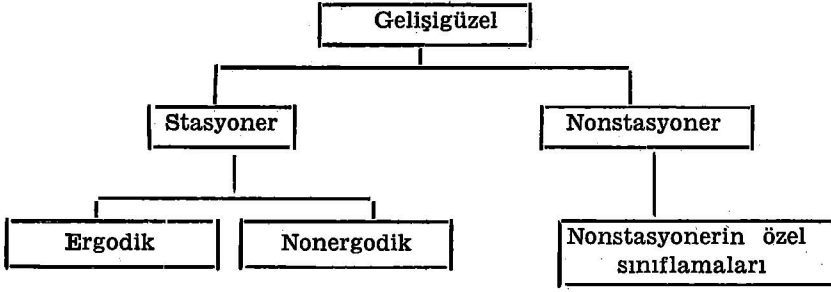 Gelişigüzel
Stasyoner
Nonstasyoner
Ergodik
Nonergodik
Nonstasyonerin özel
sınıflamaları